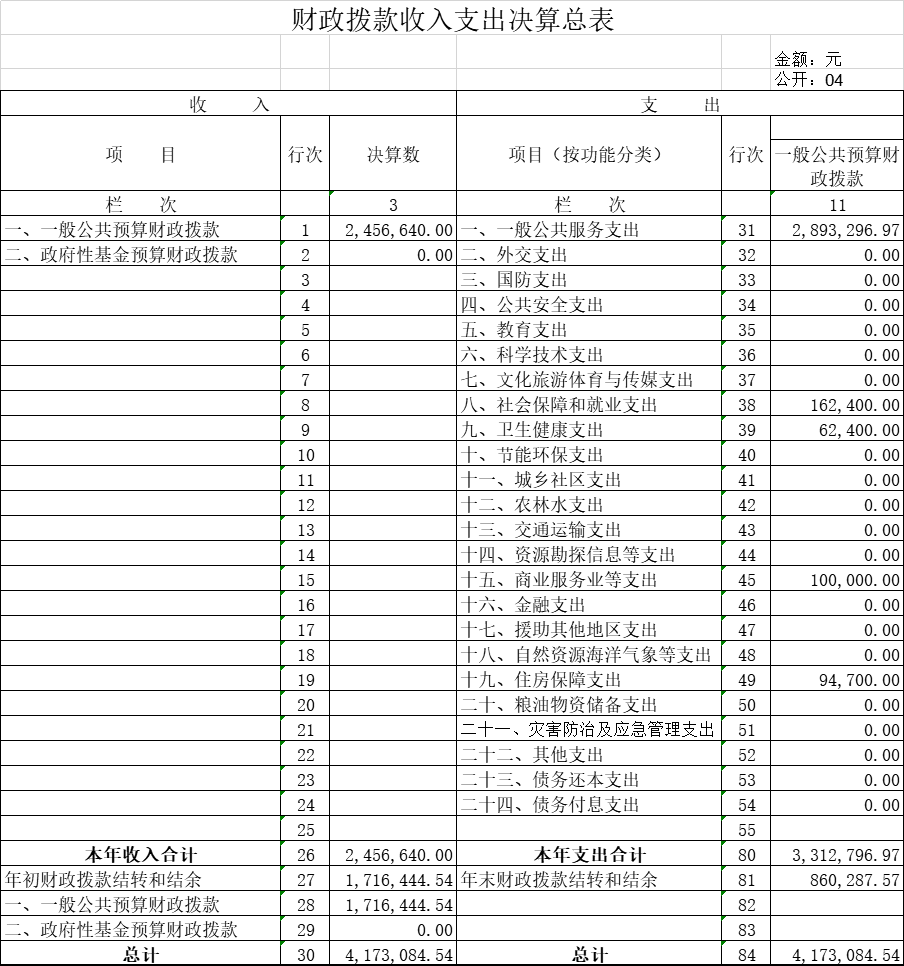 财政拨款收入支出决算总表
金额：元
公开：04
收 入 支 出
项 目 行次 决算数 项目（按功能分类） 行次 一般公共预算财
政拨款
栏 次 3 栏 次 11
一、一般公共预算财政拨款 1 2,456,640.00 一、一般公共服务支出 31 2,893,296.97
二、政府性基金预算财政拨款 2 0.00 二、外交支出 32 0.00
3 三、国防支出 33 0.00
4 四、公共安全支出 34 0.00
5 五、教育支出 35 0.00
6 六、科学技术支出 36 0.00
7 七、文化旅游体育与传媒支出 37 0.00
8 八、社会保障和就业支出 38 162,400.00
9 九、卫生健康支出 39 62,400.00
10 十、节能环保支出 40 0.00
11 十一、城乡社区支出 41 0.00
12 十二、农林水支出 42 0.00
13 十三、交通运输支出 43 0.00
14 十四、资源勘探信息等支出 44 0.00
15 十五、商业服务业等支出 45 100,000.00
16 十六、金融支出 46 0.00
17 十七、援助其他地区支出 47 0.00
18 十八、自然资源海洋气象等支出 48 0.00
19 十九、住房保障支出 49 94,700.00
20 二十、粮油物资储备支出 50 0.00
21 二十一、灾害防治及应急管理支出 51 0.00
22 二十二、其他支出 52 0.00
23 二十三、债务还本支出 53 0.00
24 二十四、债务付息支出 54 0.00
25 55
本年收入合计 26 2,456,640.00 本年支出合计 80 3,312,796.97
年初财政拨款结转和结余 27 1,716,444.54 年末财政拨款结转和结余 81 860,287.57
一、一般公共预算财政拨款 28 1,716,444.54 82
二、政府性基金预算财政拨款 29 0.00 83
总计 30 4,173,084.54 总计 84 4,173,084.54